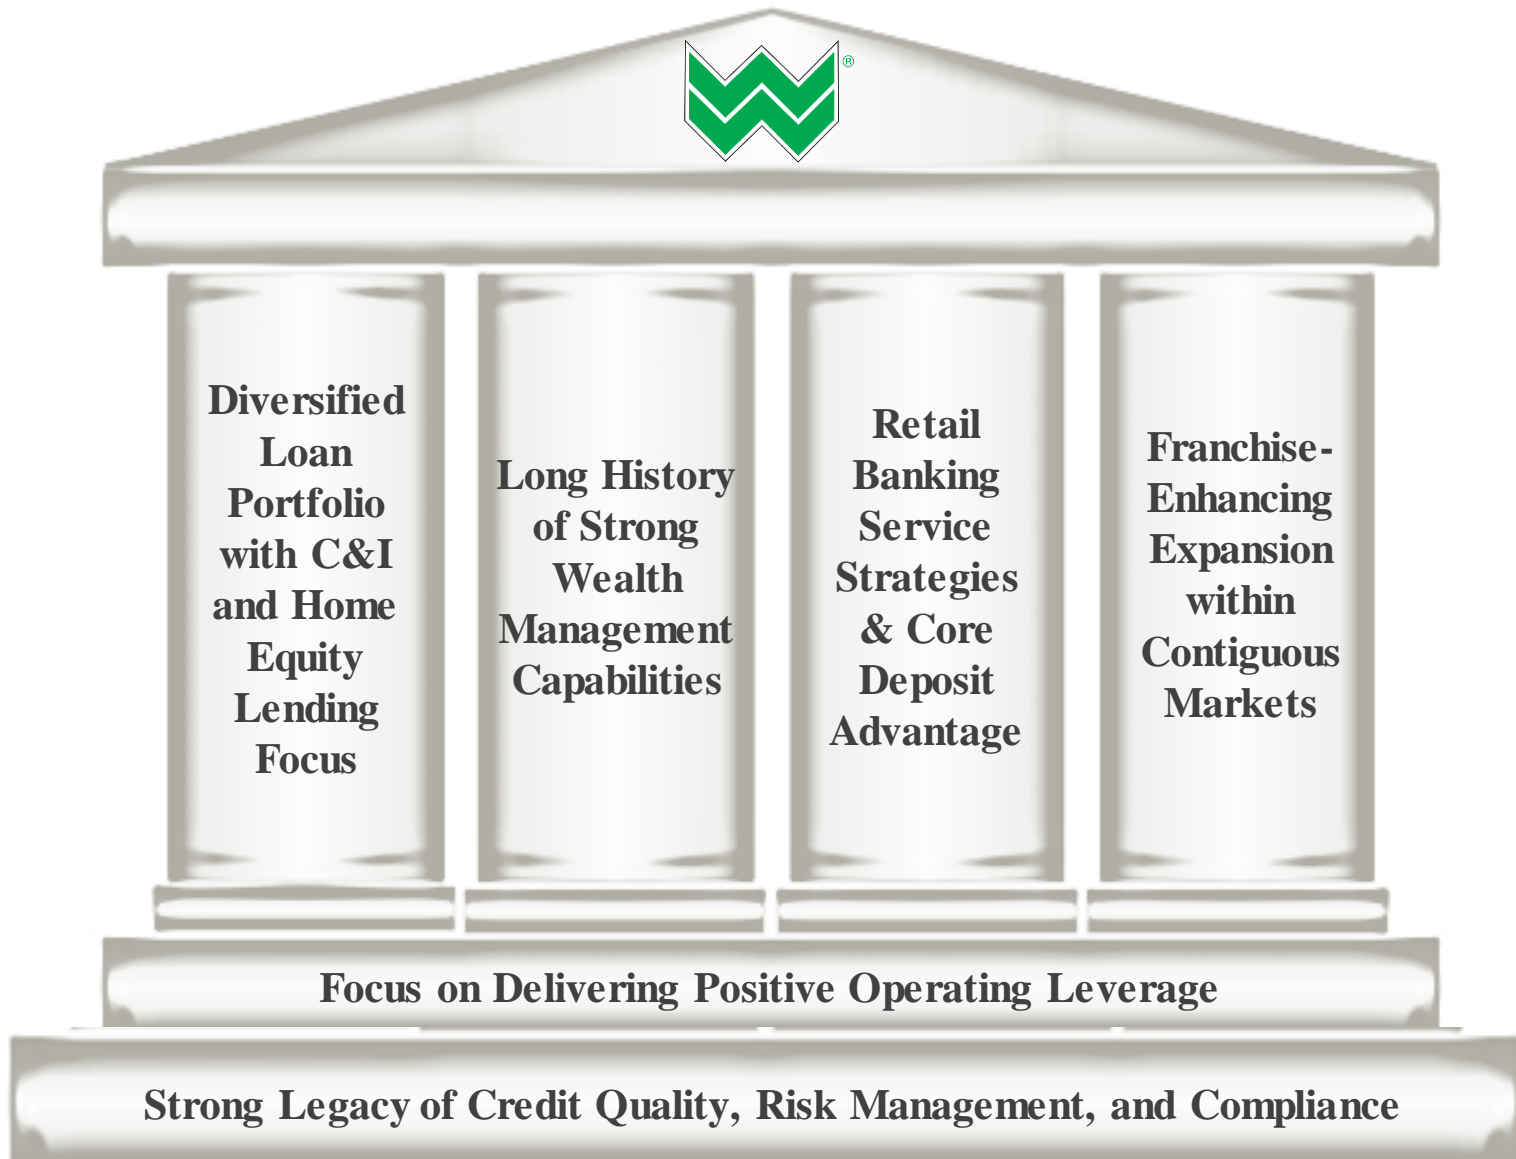 ®
Diversified
Loan
Portfolio
with C&I
and Home
Equity
Lending
Focus
Long History
of Strong
Wealth
Management
Capabilities
Retail
Banking
Service
Strategies
& Core
Deposit
Advantage
Franchise-
Enhancing
Expansion
within
Contiguous
Markets
Focus on Delivering Positive Operating Leverage
Strong Legacy of Credit Quality, Risk Management, and Compliance